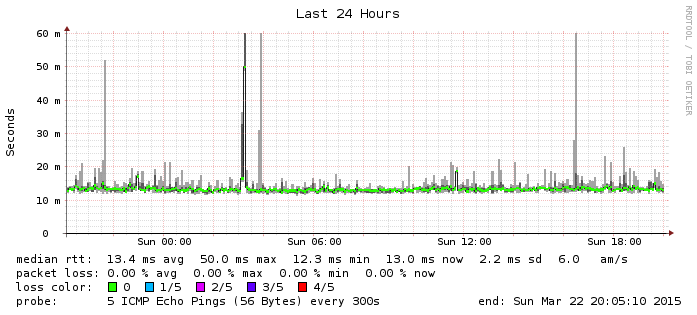 Last 24 Hours
RRDTOOL / TOBI OETIKER
Seconds
60 m
50 m
40 m
30 m
20 m
10 m
0
Sun 00:00 Sun 06:00 Sun 12:00 Sun 18:00
median rtt: 13.4 ms avg 50.0 ms max 12.3 ms min 13.0 ms now 2.2 ms sd 6.0 am/s
packet loss: 0.00 % avg 0.00 % max 0.00 % min 0.00 % now
loss color: 0 1/5 2/5 3/5 4/5
probe: 5 ICMP Echo Pings (56 Bytes) every 300s end: Sun Mar 22 20:05:10 2015